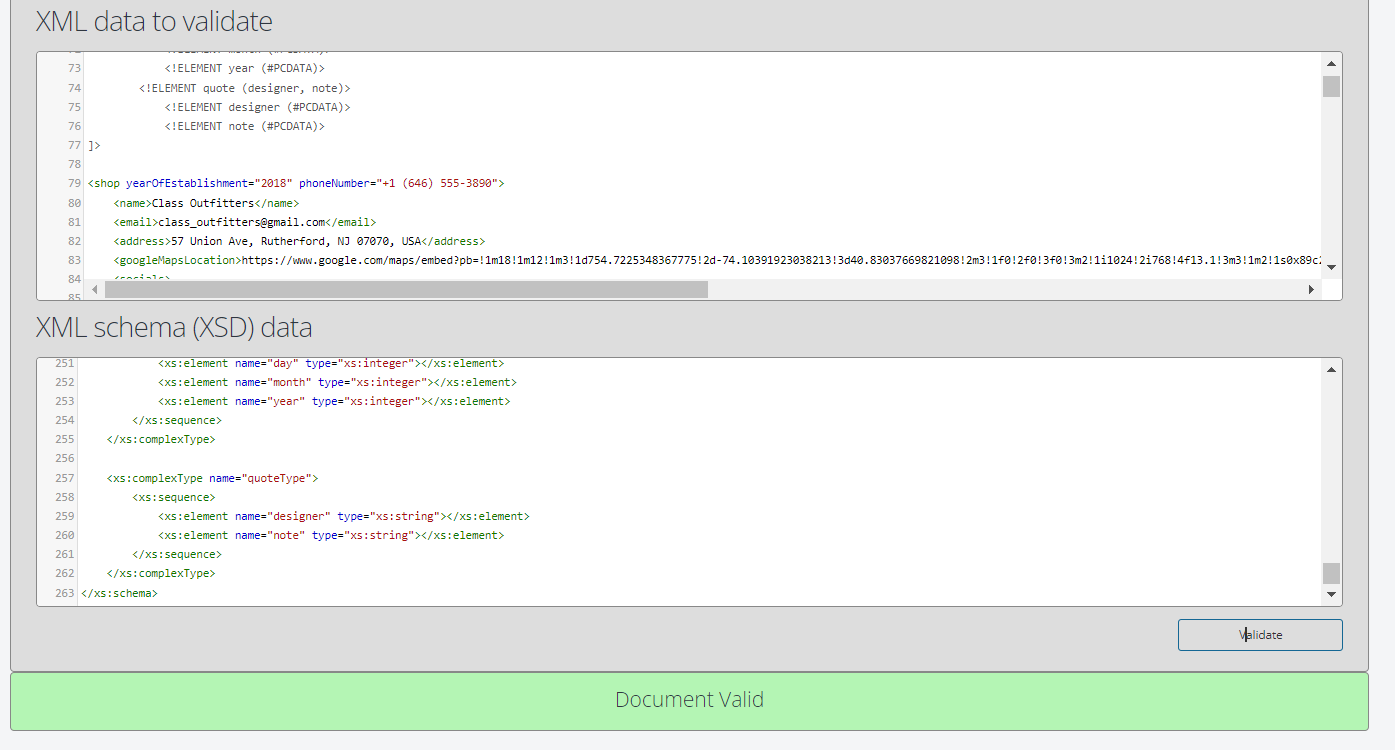 XML data to validate
73 <!ELEMENT year (#PCDATA)>
74 <!ELEMENT quote (designer, note)>
75 <!ELEMENT designer (#PCDATA)>
76 <!ELEMENT note (#PCDATA)>
77 ]>
78
79 <shop yearOfEstablishment="2018" phoneNumber="+1 (646) 555-3890">
80 <name>Class Outfitters</name>
81 <email>class_outfitters@gmail.com</email>
82 <address>57 Union Ave, Rutherford, NJ 07070, USA</address>
83 <googleMapsLocation>https://www.google.com/maps/embed?pb=!1m18!1m12!1m3!1d754.7225348367775!2d-74.10391923038213!3d40.83037669821098!2m3!1f0!2f0!3f0!3m2!1i1024!2i768!4f13.1!3m3!1m2!1s0x89c
84 <socials>
85
XML schema (XSD) data
251 <xs:element name="day" type="xs:integer"></xs:element>
252 <xs:element name="month" type="xs:integer"></xs:element>
253 <xs:element name="year" type="xs:integer"></xs:element>
254 </xs:sequence>
255 </xs:complexType>
256
257 <xs:complexType name="quoteType">
258 <xs:sequence>
259 <xs:element name="designer" type="xs:string"></xs:element>
260 <xs:element name="note" type="xs:string"></xs:element>
261 </xs:sequence>
262 </xs:complexType>
263 </xs:schema>
Validate
Document Valid